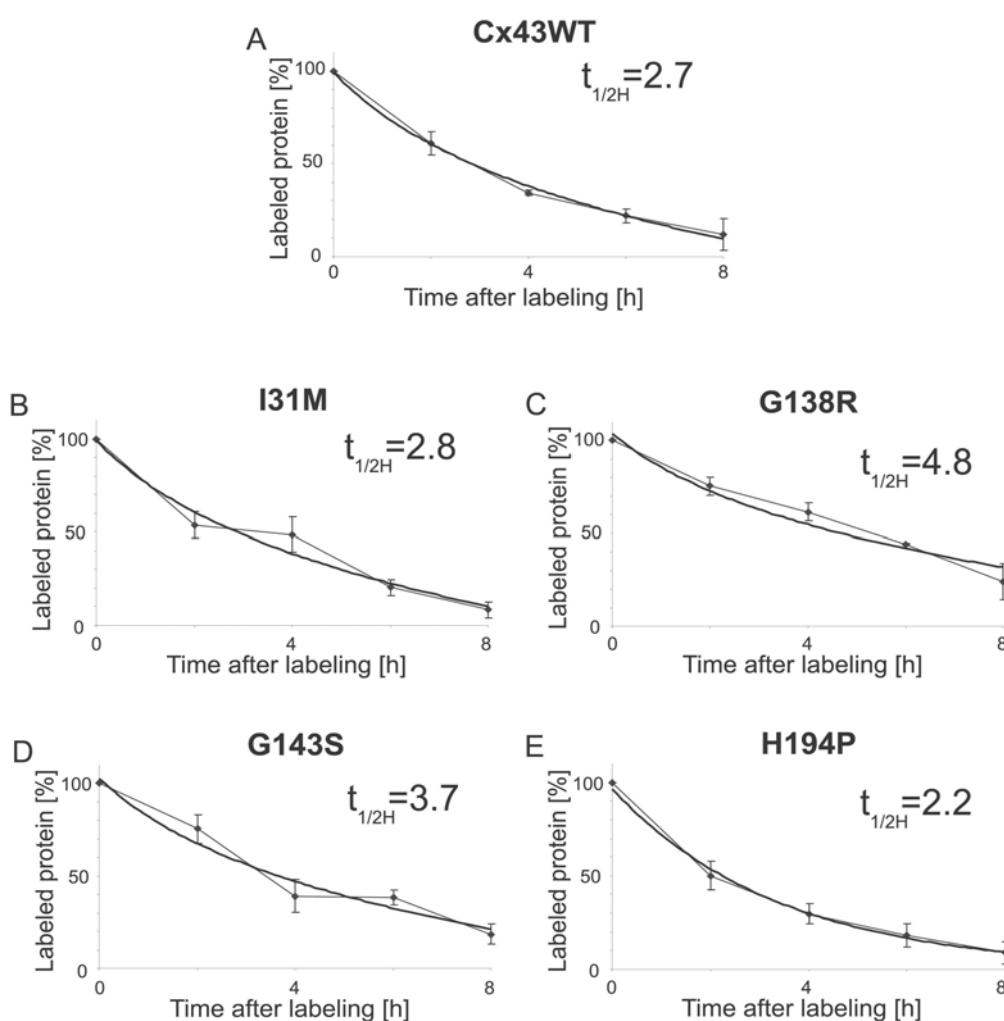 A
Cx43WT
t1/2H=2.7
Labeled protein [%]
100
50
0
0 4 8
Time after labeling [h]
B
I31M
t1/2H=2.8
Labeled protein [%]
100
50
0
0 4 8
Time after labeling [h]
C
G138R
t1/2H=4.8
Labeled protein [%]
100
50
0
0 4 8
Time after labeling [h]
D
G143S
t1/2H=3.7
Labeled protein [%]
100
50
0
0 4 8
Time after labeling [h]
E
H194P
t1/2H=2.2
Labeled protein [%]
100
50
0
0 4 8
Time after labeling [h]